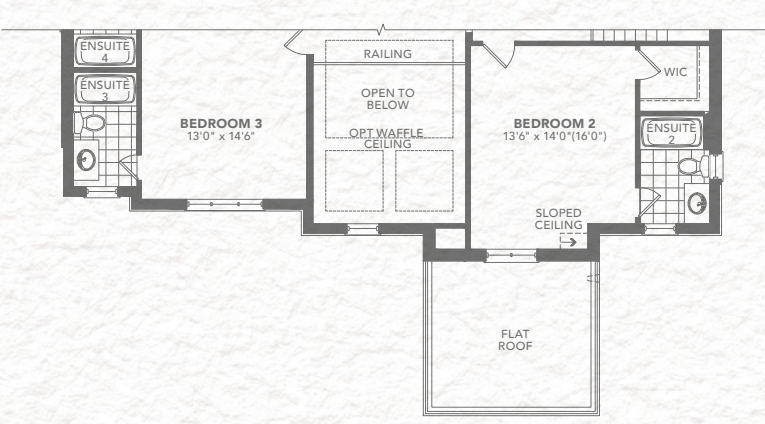 ENSUITE
4
ENSUITE
3
BEDROOM 3
13'0" x 14'6"
RAILING
OPEN TO
BELOW
OPT WAFFLE
CEILING
BEDROOM 2
13'6" x 14'0"(16'0")
WIC
ENSUITE
2
SLOPED
CEILING
FLAT
ROOF